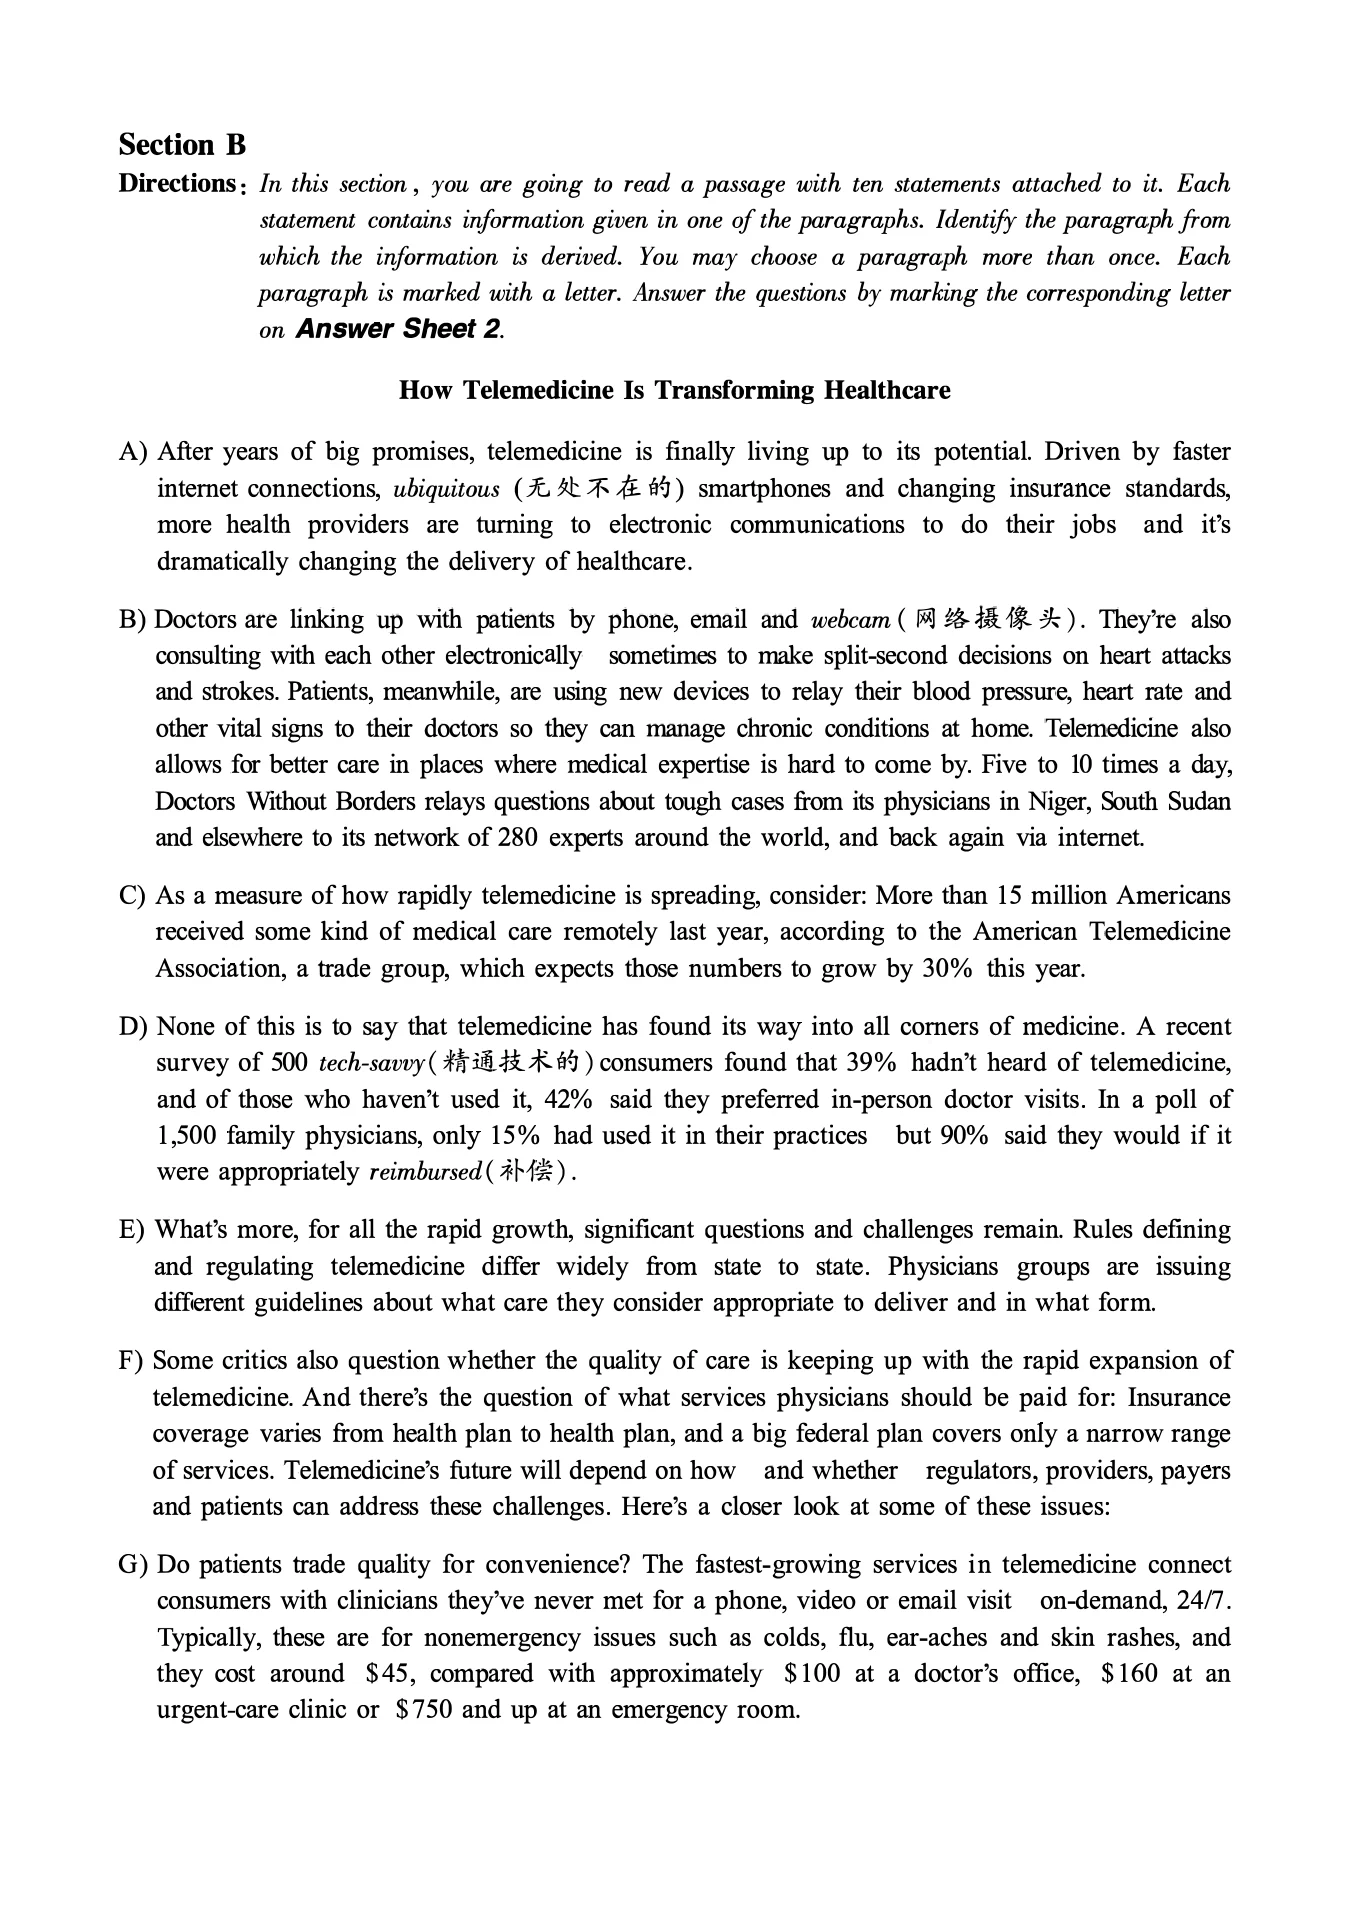 Section B
Directions: In this section, you are going to read a passage with ten statements attached to it. Each
statement contains information given in one of the paragraphs. Identify the paragraph from
which the information is derived. You may choose a paragraph more than once. Each
paragraph is marked with a letter. Answer the questions by marking the corresponding letter
on Answer Sheet 2.
How Telemedicine Is Transforming Healthcare
A) After years of big promises, telemedicine is finally living up to its potential. Driven by faster
internet connections, ubiquitous (无处不在的) smartphones and changing insurance standards,
more health providers are turning to electronic communications to do their jobs and it's
dramatically changing the delivery of healthcare.
B) Doctors are linking up with patients by phone, email and webcam(网络摄像头). They're also
consulting with each other electronically sometimes to make split-second decisions on heart attacks
and strokes. Patients, meanwhile, are using new devices to relay their blood pressure, heart rate and
other vital signs to their doctors so they can manage chronic conditions at home. Telemedicine also
allows for better care in places where medical expertise is hard to come by. Five to 10 times a day,
Doctors Without Borders relays questions about tough cases from its physicians in Niger, South Sudan
and elsewhere to its network of 280 experts around the world, and back again via internet.
C) As a measure of how rapidly telemedicine is spreading, consider: More than 15 million Americans
received some kind of medical care remotely last year, according to the American Telemedicine
Association, a trade group, which expects those numbers to grow by 30% this year.
D) None of this is to say that telemedicine has found its way into all corners of medicine. A recent
survey of 500 tech-savvy(精通技术的)consumers found that 39% hadn't heard of telemedicine,
and of those who haven't used it, 42% said they preferred in-person doctor visits. In a poll of
1,500 family physicians, only 15% had used it in their practices but 90% said they would if it
were appropriately reimbursed(补偿).
E) What's more, for all the rapid growth, significant questions and challenges remain. Rules defining
and regulating telemedicine differ widely from state to state. Physicians groups are issuing
different guidelines about what care they consider appropriate to deliver and in what form.
F) Some critics also question whether the quality of care is keeping up with the rapid expansion of
telemedicine. And there's the question of what services physicians should be paid for: Insurance
coverage varies from health plan to health plan, and a big federal plan covers only a narrow range
of services. Telemedicine's future will depend on how and whether regulators, providers, payers
and patients can address these challenges. Here's a closer look at some of these issues:
G) Do patients trade quality for convenience? The fastest-growing services in telemedicine connect
consumers with clinicians they've never met for a phone, video or email visit on-demand, 24/7.
Typically, these are for nonemergency issues such as colds, flu, ear-aches and skin rashes, and
they cost around $45, compared with approximately $100 at a doctor's office, $160 at an
urgent-care clinic or $750 and up at an emergency room.